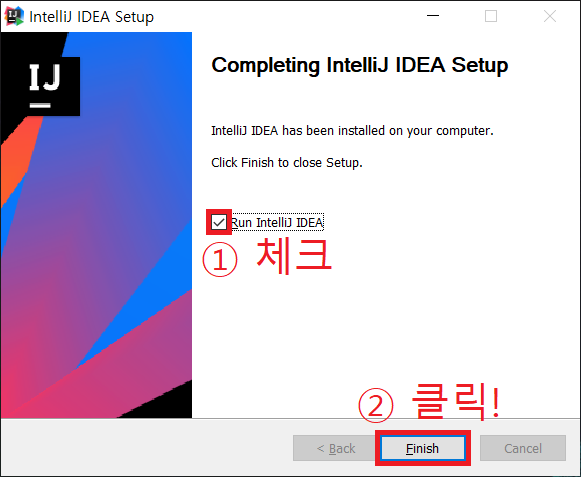 IntelliJ IDEA Setup
IJ
Completing IntelliJ IDEA Setup
IntelliJ IDEA has been installed on your computer.
Click Finish to close Setup.
Run IntelliJ IDEA
① 체크
② 클릭!
< Back
Finish
Cancel